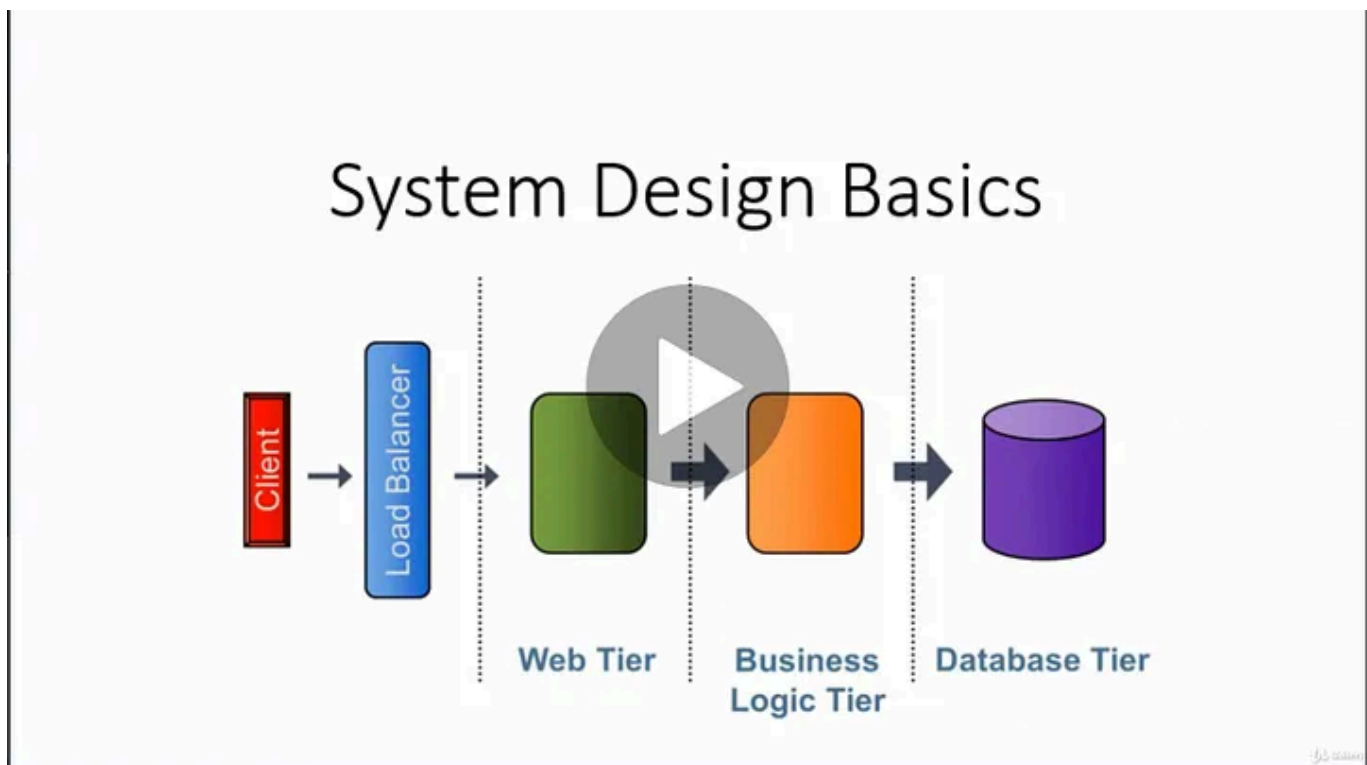 System Design Basics
Client
Load Balancer
Web Tier
Business
Logic Tier
Database Tier